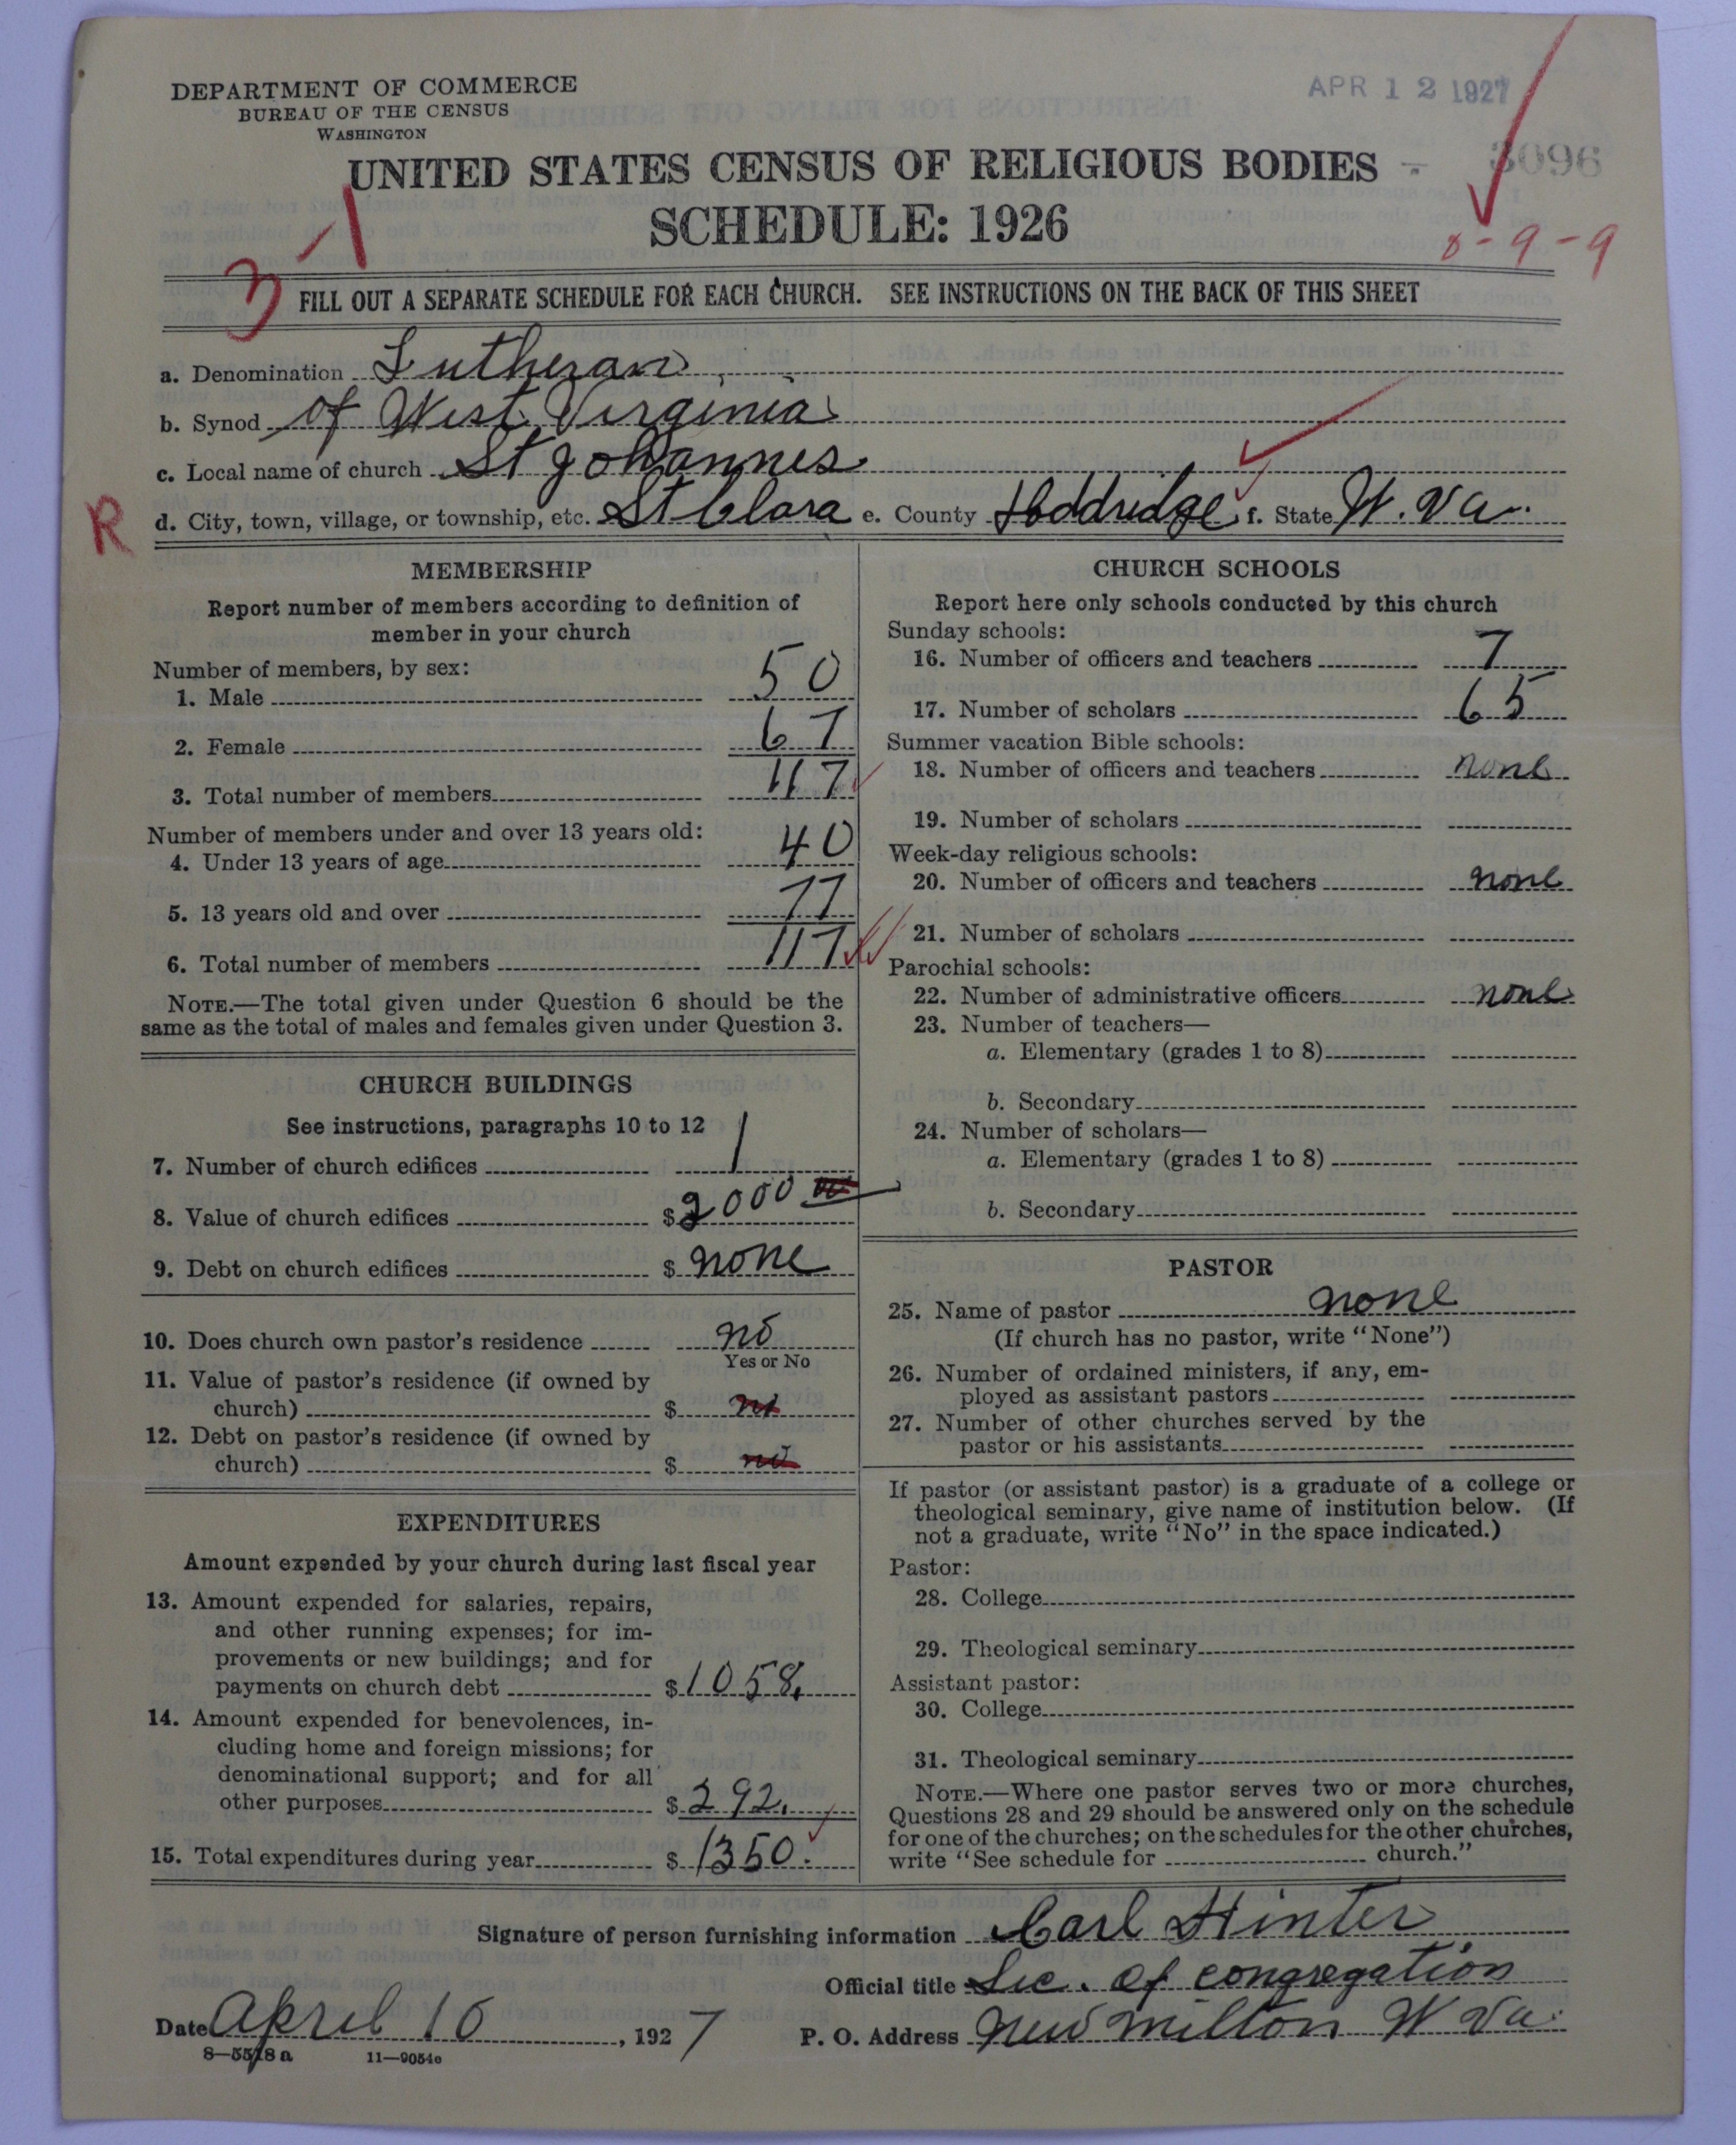 DEPARTMENT OF COMMERCE
BUREAU OF THE CENSUS
WASHINGTON
APR 12 1927
UNITED STATES CENSUS OF RELIGIOUS BODIES
3096
SCHEDULE: 1926
8-9-9
FILL OUT A SEPARATE SCHEDULE FOR EACH CHURCH. SEE INSTRUCTIONS ON THE BACK OF THIS SHEET
a. Denomination Lutheran
b. Synod of West Virginia
c. Local name of church St Johannes
R
d. City, town, village, or township, etc. St Clara e. County Doddridge f. State W. Va.
MEMBERSHIP
Report number of members according to definition of
member in your church
Number of members, by sex:
1. Male 50
2. Female 67
3. Total number of members 117
Number of members under and over 13 years old:
4. Under 13 years of age 40
5. 13 years old and over 77
6. Total number of members 117
NOTE.—The total given under Question 6 should be the
same as the total of males and females given under Question 3.
CHURCH BUILDINGS
See instructions, paragraphs 10 to 12
7. Number of church edifices 1
8. Value of church edifices $ 2000
9. Debt on church edifices $ none
10. Does church own pastor's residence no
Yes or No
11. Value of pastor's residence (if owned by
church) $ no
12. Debt on pastor's residence (if owned by
church) $ no
EXPENDITURES
Amount expended by your church during last fiscal year
13. Amount expended for salaries, repairs,
and other running expenses; for im-
provements or new buildings; and for
payments on church debt $ 1058.
14. Amount expended for benevolences, in-
cluding home and foreign missions; for
denominational support; and for all
other purposes $ 292.
15. Total expenditures during year $ 1350.
CHURCH SCHOOLS
Report here only schools conducted by this church
Sunday schools:
16. Number of officers and teachers 7
17. Number of scholars 65
Summer vacation Bible schools:
18. Number of officers and teachers none
19. Number of scholars
Week-day religious schools:
20. Number of officers and teachers none
21. Number of scholars
Parochial schools:
22. Number of administrative officers none
23. Number of teachers—
a. Elementary (grades 1 to 8)
b. Secondary
24. Number of scholars—
a. Elementary (grades 1 to 8)
b. Secondary
PASTOR
25. Name of pastor none
(If church has no pastor, write "None")
26. Number of ordained ministers, if any, em-
ployed as assistant pastors
27. Number of other churches served by the
pastor or his assistants
If pastor (or assistant pastor) is a graduate of a college or
theological seminary, give name of institution below. (If
not a graduate, write "No" in the space indicated.)
Pastor:
28. College
29. Theological seminary
Assistant pastor:
30. College
31. Theological seminary
NOTE.—Where one pastor serves two or more churches,
Questions 28 and 29 should be answered only on the schedule
for one of the churches; on the schedules for the other churches,
write "See schedule for church."
Signature of person furnishing information Carl Hinter
Official title Sec. of congregation
Date April 10, 1927 P. O. Address New Milton W Va.
8—5518 a 11—9054e